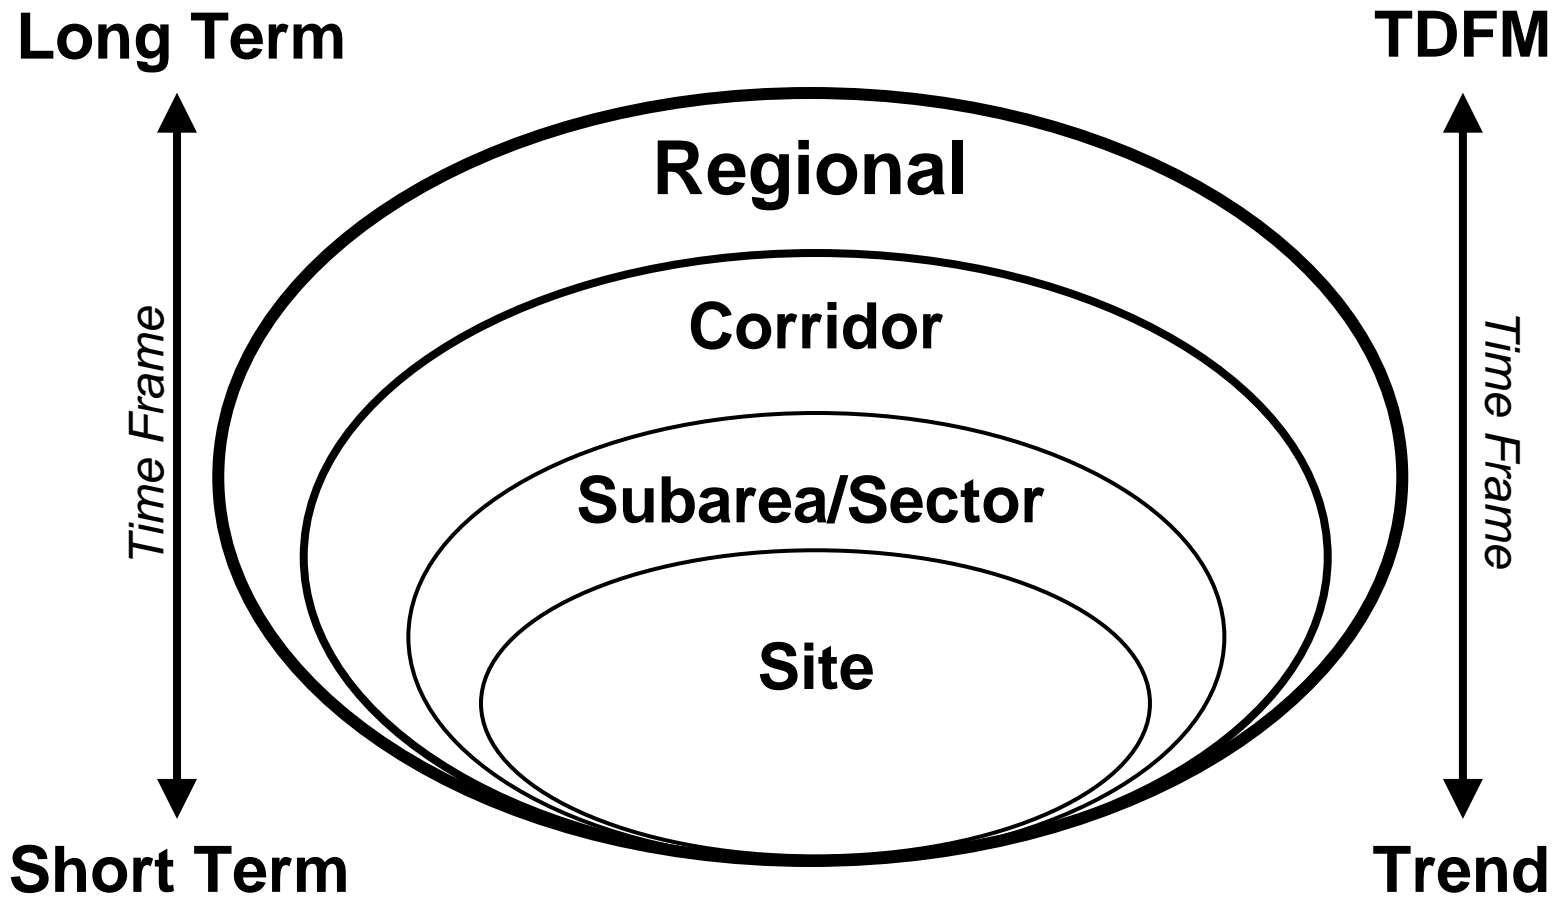 Long Term
TDFM
Regional
Corridor
Time Frame
Time Frame
Subarea/Sector
Site
Short Term
Trend